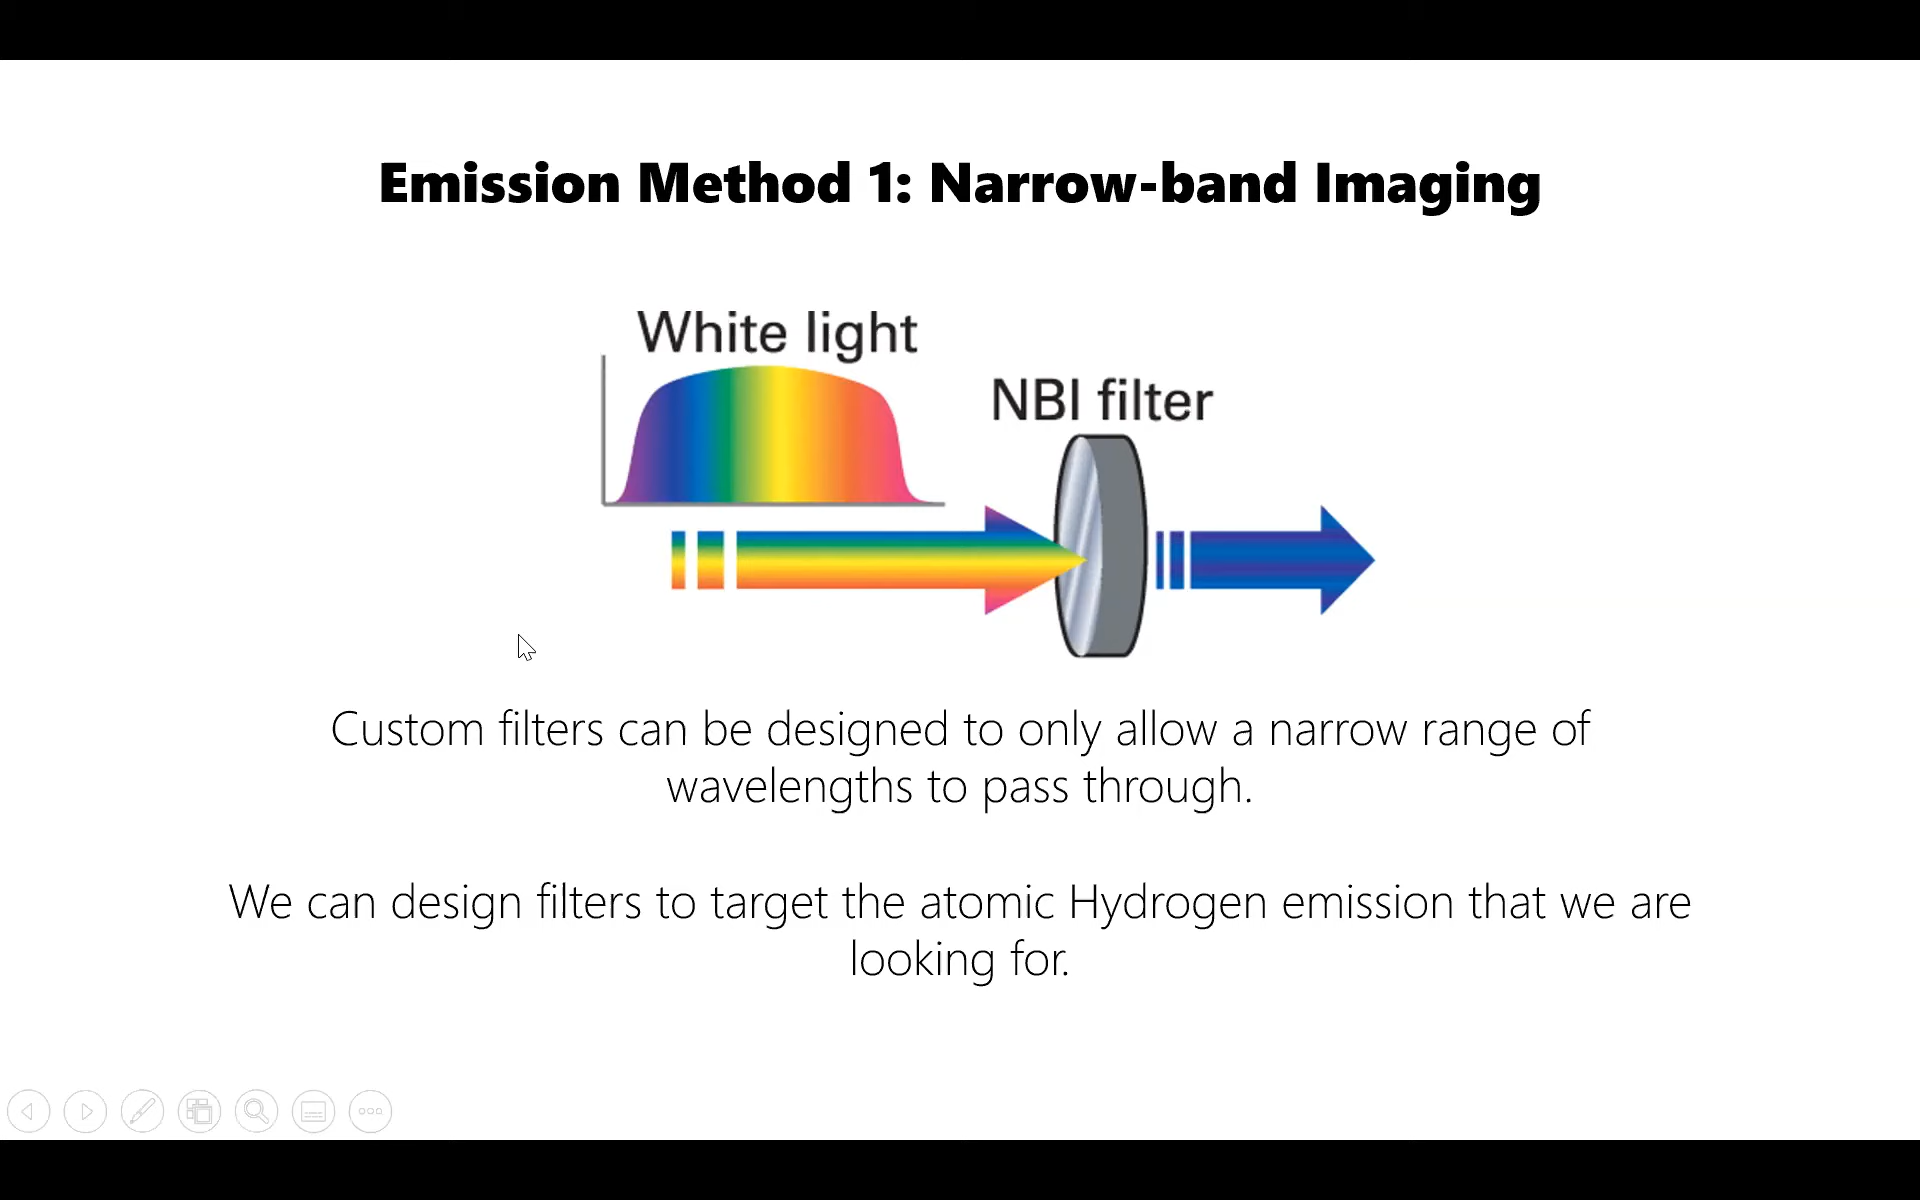 Emission Method 1: Narrow-band Imaging
White light
NBI filter
Custom filters can be designed to only allow a narrow range of
wavelengths to pass through.
We can design filters to target the atomic Hydrogen emission that we are
looking for.